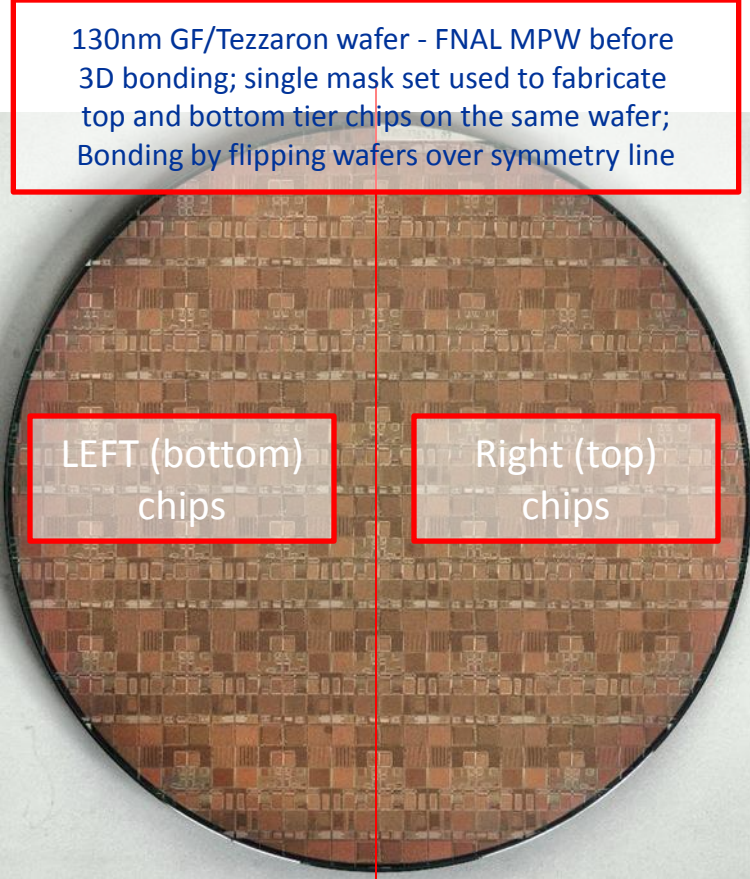 130nm GF/Tezzaron wafer - FNAL MPW before
3D bonding; single mask set used to fabricate
top and bottom tier chips on the same wafer;
Bonding by flipping wafers over symmetry line
LEFT (bottom)
chips
Right (top)
chips